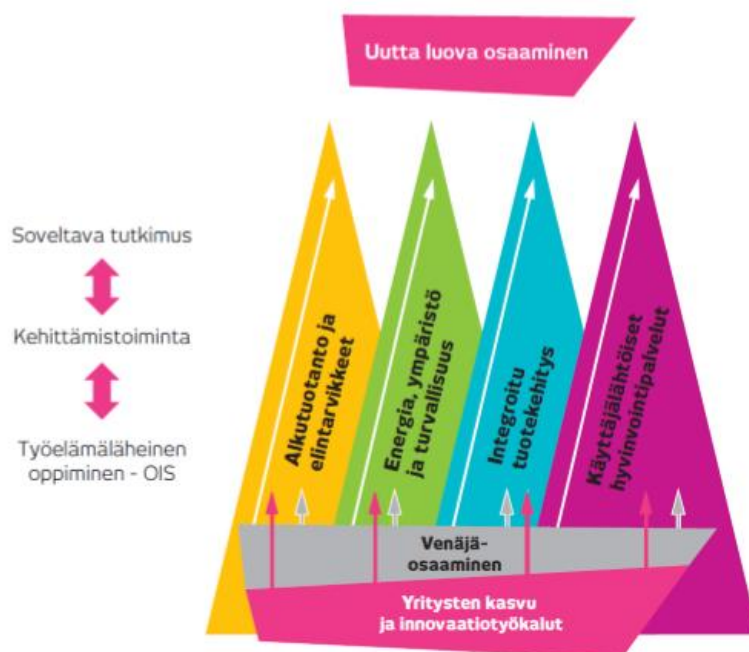 Uutta luova osaaminen
Soveltava tutkimus
Kehittämistoiminta
Työelämäläheinen
oppiminen - OIS
Alkutuotanto ja
elintarvikkeet
Energia, ympäristö
ja turvallisuus
Integroitu
tuotekehitys
Käyttäjälähtöiset
hyvinvointipalvelut
Venäjä-
osaaminen
Yritysten kasvu
ja innovaatiotyökalut